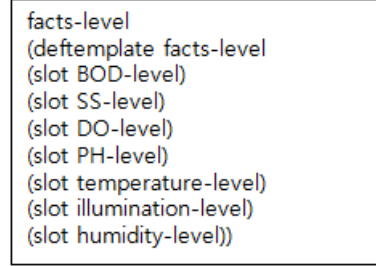 facts-level
(deftemplate facts-level
(slot BOD-level)
(slot SS-level)
(slot DO-level)
(slot PH-level)
(slot temperature-level)
(slot illumination-level)
(slot humidity-level))